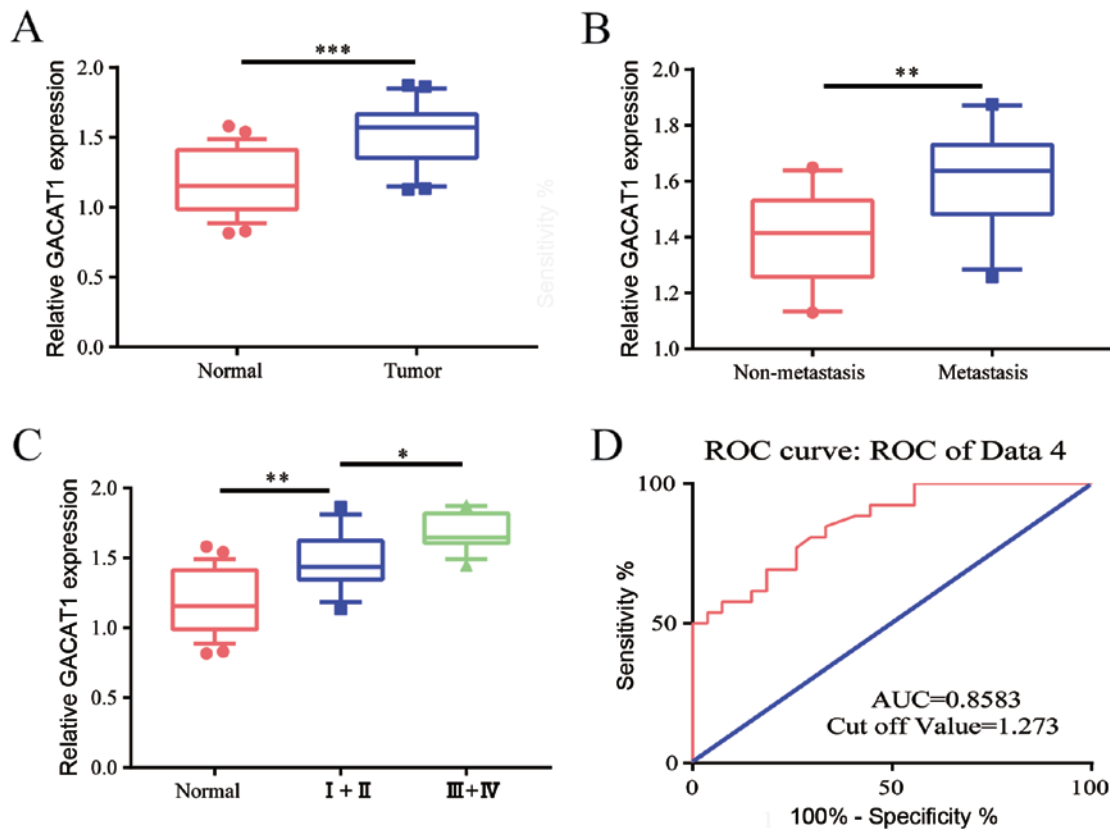 A
***
Relative GACAT1 expression
2.0
1.5
1.0
0.5
0.0
Normal Tumor
Sensitivity %
B
**
Relative GACAT1 expression
2.0
1.8
1.6
1.4
1.2
1.0
Non-metastasis Metastasis
C
** *
Relative GACAT1 expression
2.0
1.5
1.0
0.5
0.0
Normal I + II III+IV
D
ROC curve: ROC of Data 4
Sensitivity %
100
50
0
AUC=0.8583
Cut off Value=1.273
0 50 100
100% - Specificity %